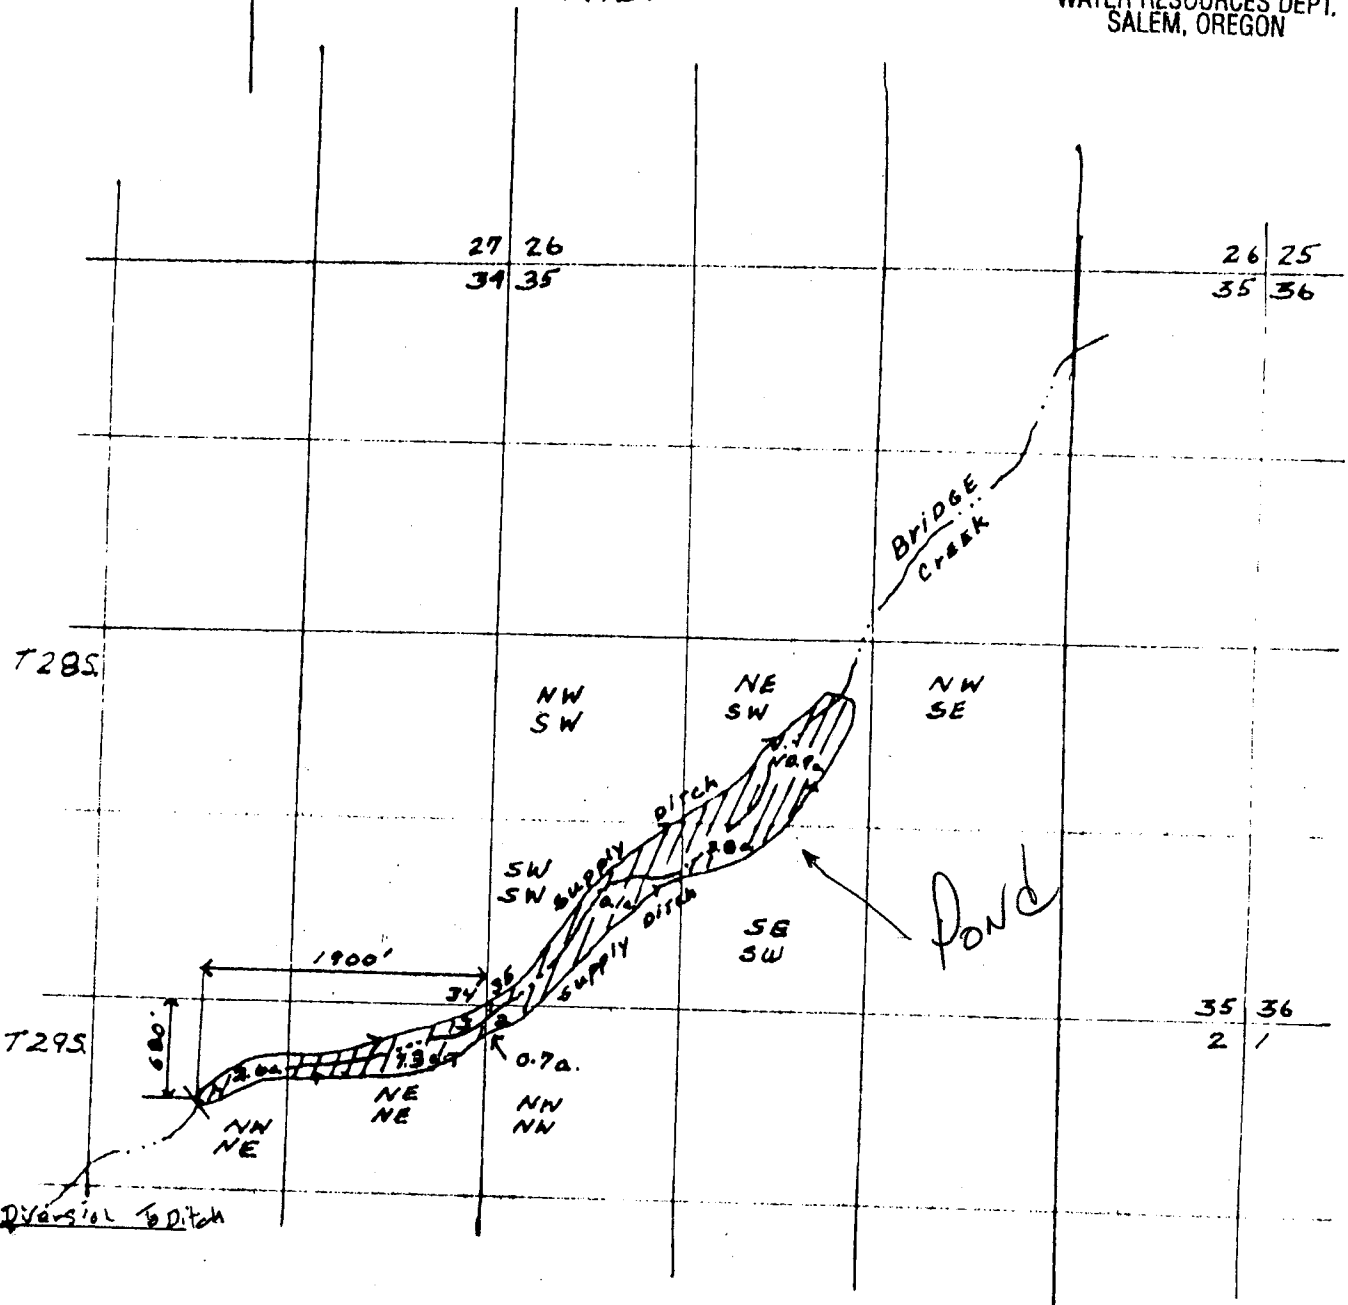 WATER RESOURCES DEPT.
SALEM, OREGON
27 26
34 35
26 25
35 36
BRIDGE
Creek
T28S.
NW
SW
NE
SW
NW
SE
Ditch
Supply
SW
SW
Supply Ditch
SE
SW
Pond
1900'
34 35
680'
T29S.
2.6a
0.7a.
NE
NE
NW
NW
NW
NE
35 36
2 1
Diversion To Ditch